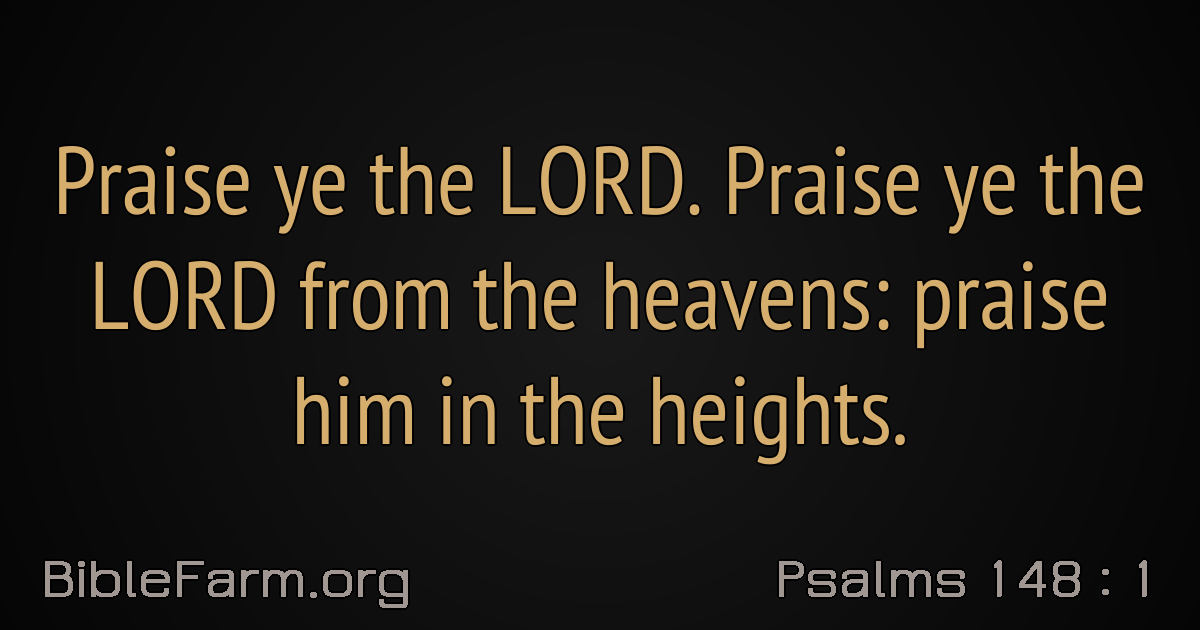 Praise ye the LORD. Praise ye the
LORD from the heavens: praise
him in the heights.
BibleFarm.org
Psalms 148 : 1